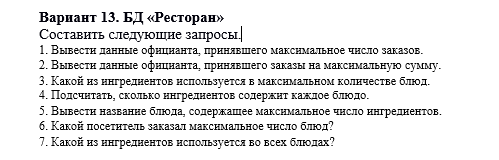 Вариант 13. БД «Ресторан»
Составить следующие запросы.
1. Вывести данные официанта, принявшего максимальное число заказов.
2. Вывести данные официанта, принявшего заказы на максимальную сумму.
3. Какой из ингредиентов используется в максимальном количестве блюд.
4. Подсчитать, сколько ингредиентов содержит каждое блюдо.
5. Вывести название блюда, содержащее максимальное число ингредиентов.
6. Какой посетитель заказал максимальное число блюд?
7. Какой из ингредиентов используется во всех блюдах?